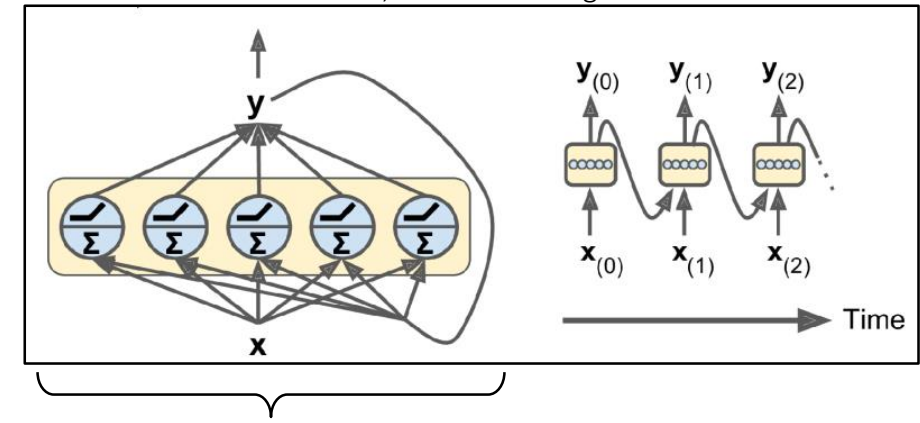 y
Σ Σ Σ Σ Σ
x
y(0) y(1) y(2)
x(0) x(1) x(2)
Time